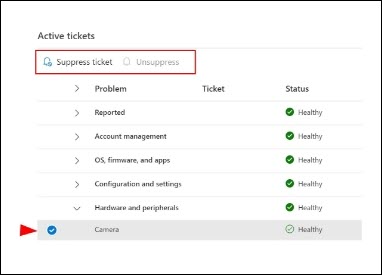 Active tickets
Suppress ticket Unsuppress
Problem Ticket Status
Reported Healthy
Account management Healthy
OS, firmware, and apps Healthy
Configuration and settings Healthy
Hardware and peripherals Healthy
Camera Healthy